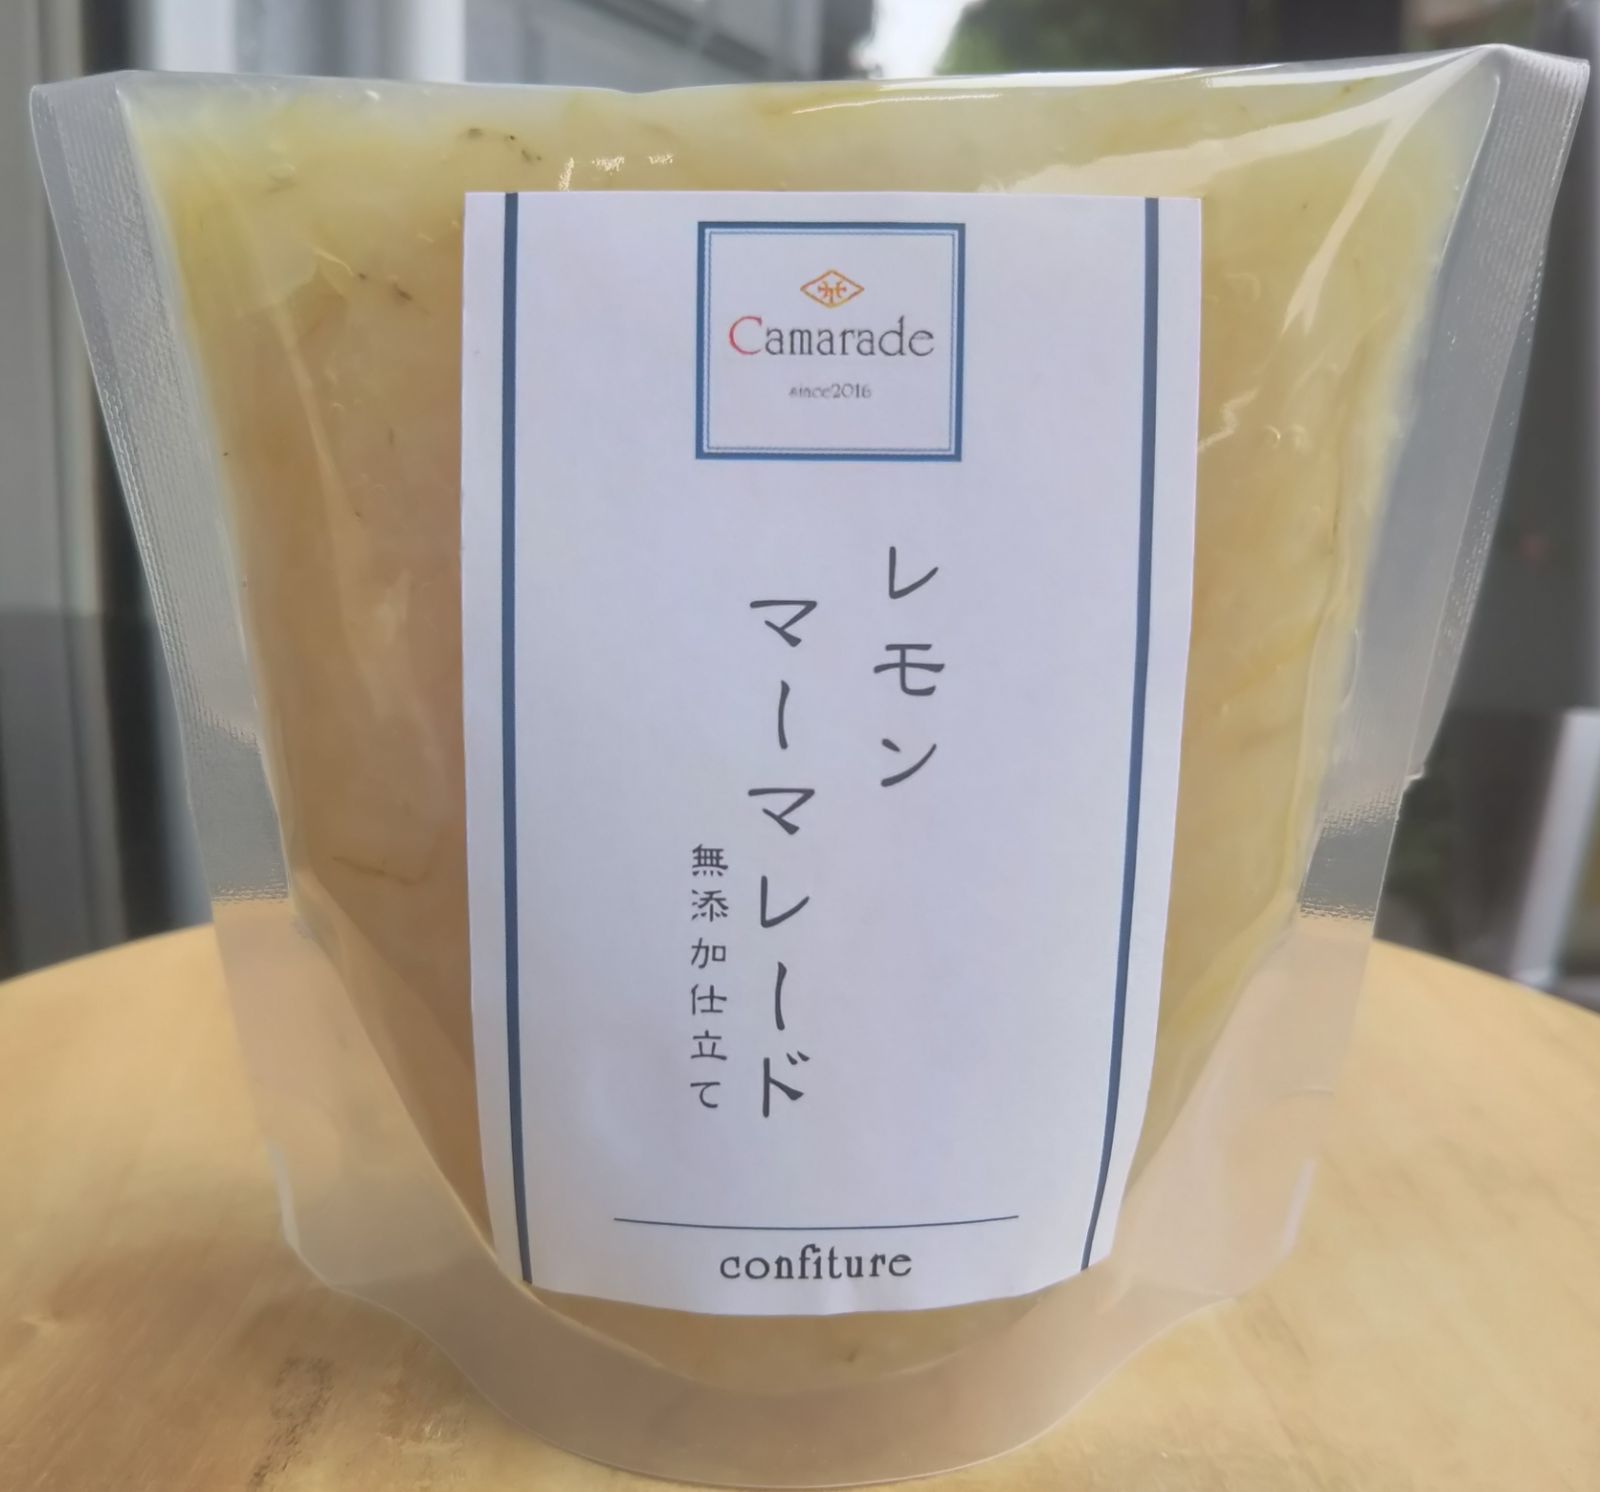 Camarade
since2016
レモン
マーマレード
無添加仕立て
confiture